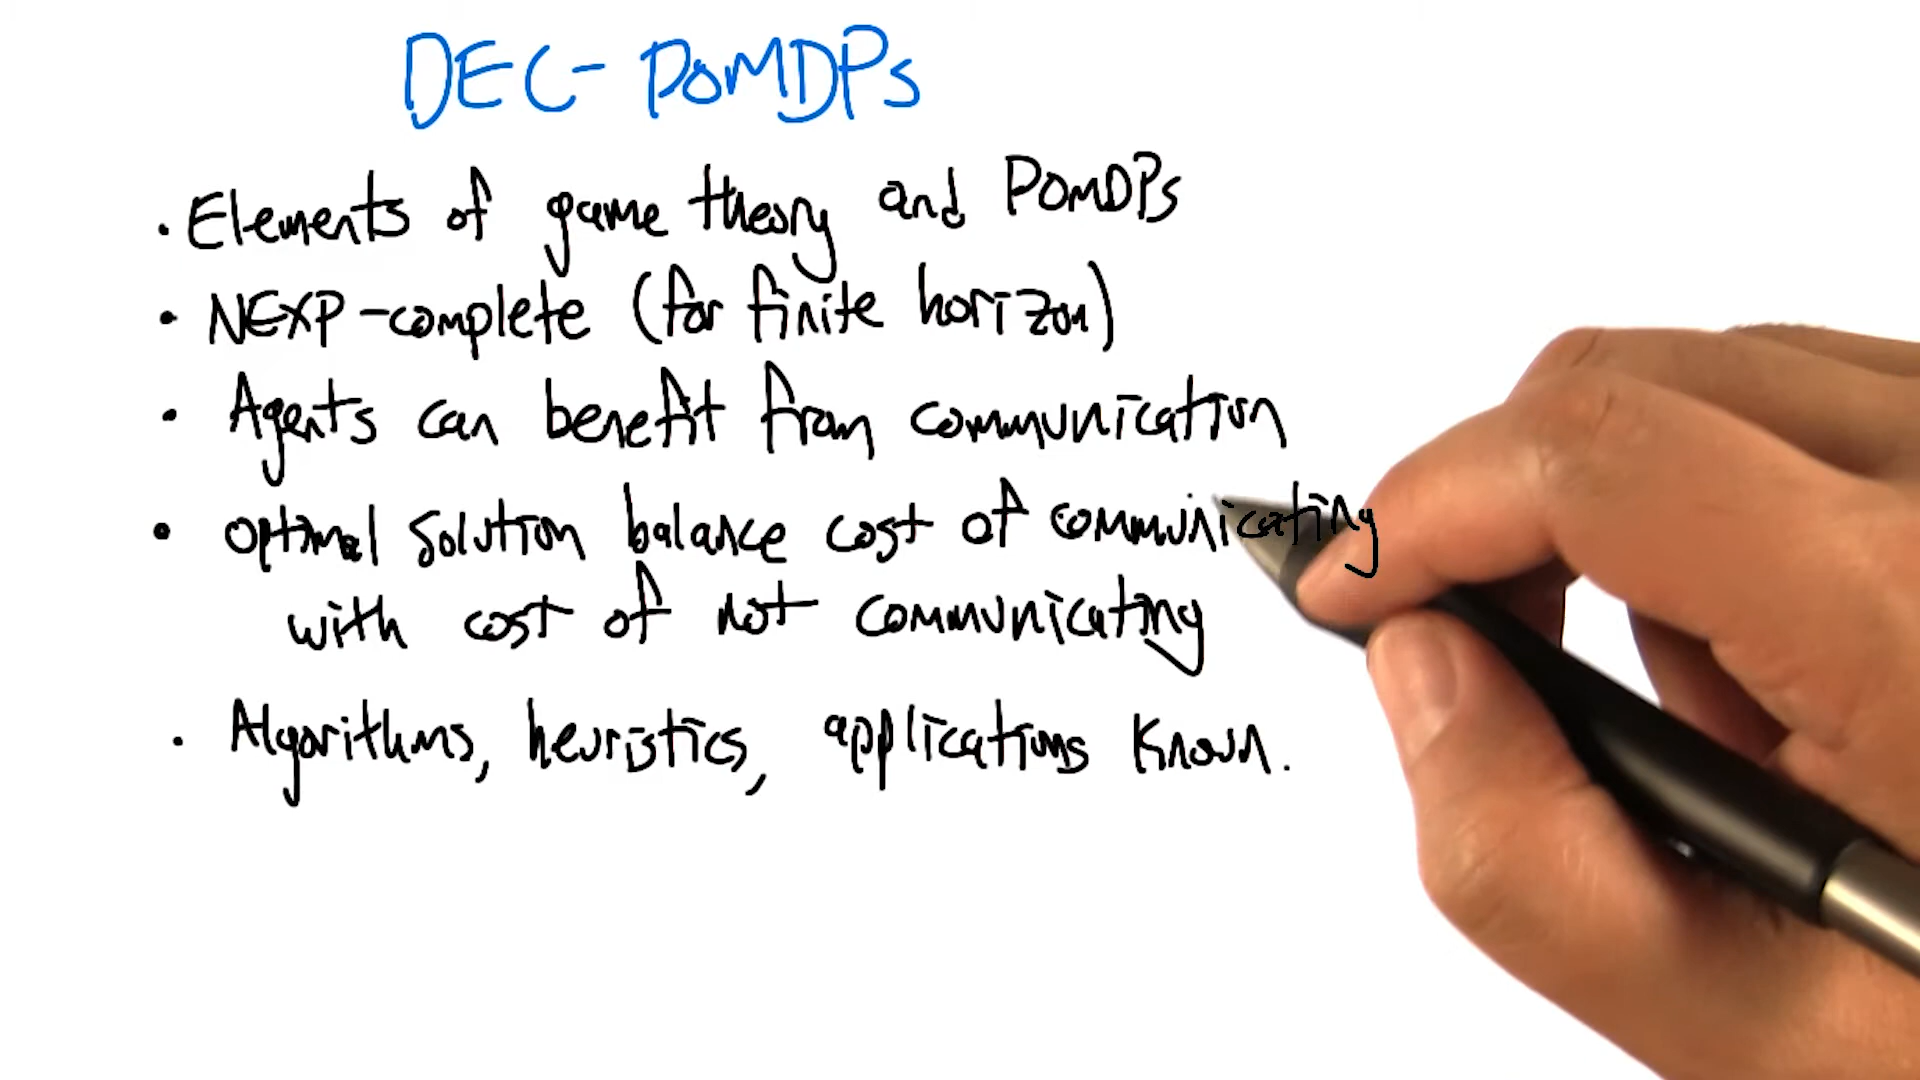 DEC-POMDPs
• Elements of game theory and POMDPs
• NEXP-complete (for finite horizon)
• Agents can benefit from communication
• Optimal solution balance cost of communicating
with cost of not communicating
• Algorithms, heuristics, applications known.